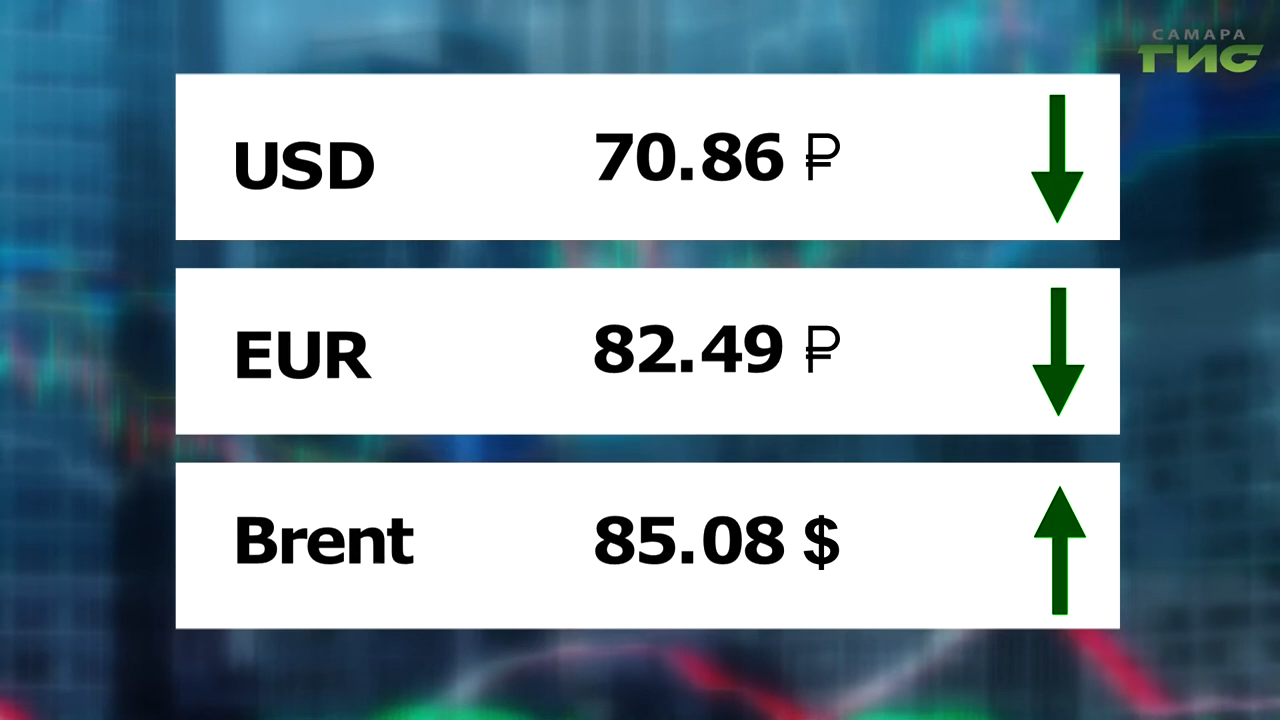 САМАРА
ГИС
USD 70.86 ₽
EUR 82.49 ₽
Brent 85.08 $